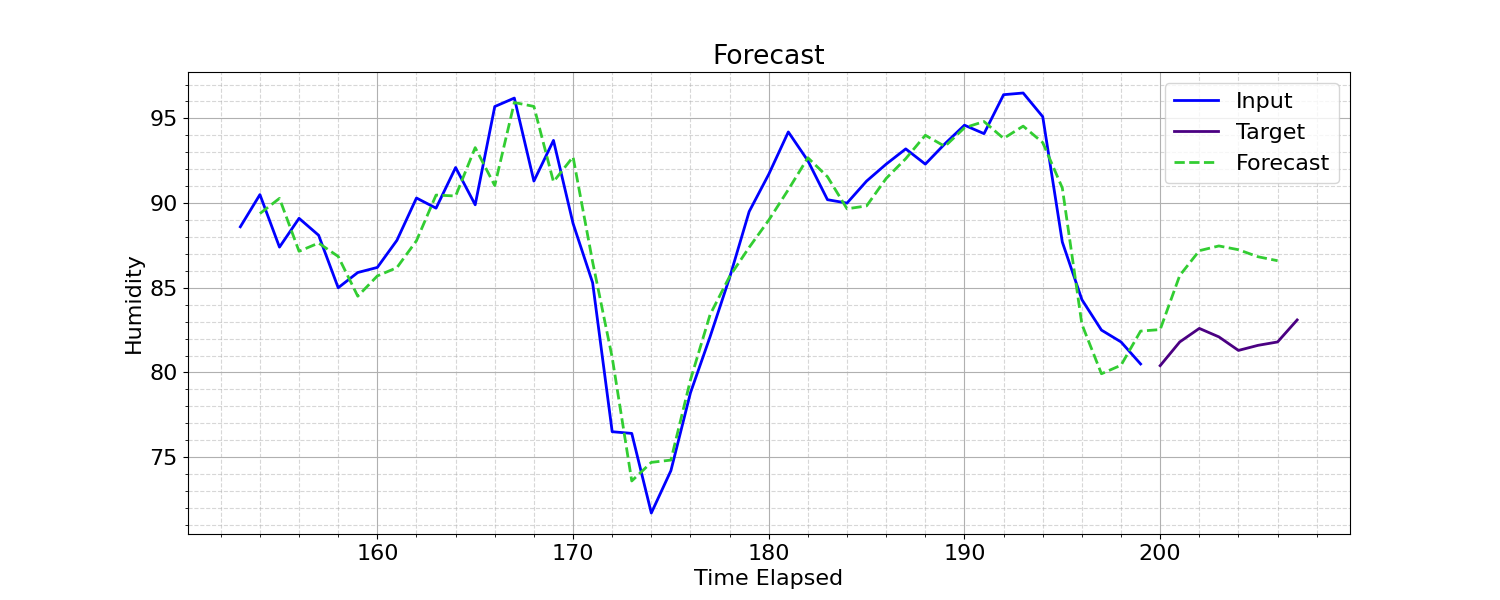 Forecast
95
90
85
80
75
Humidity
160 170 180 190 200
Time Elapsed
Input
Target
Forecast